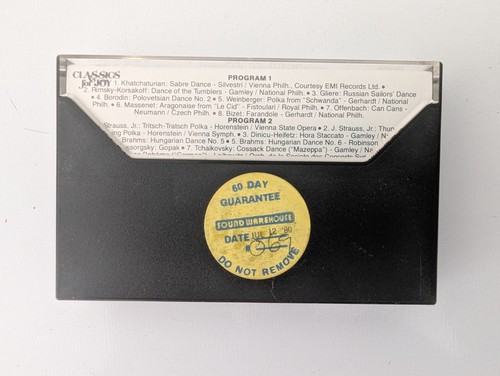 CLASSICS
for JOY
PROGRAM 1
1. Khatchaturian: Sabre Dance - Silvestri / Vienna Philh., Courtesy EMI Records Ltd. •
2. Rimsky-Korsakoff: Dance of the Tumblers - Gamley / National Philh. • 3. Gliere: Russian Sailors' Dance
• 4. Borodin: Polovetsian Dance No. 2 • 5. Weinberger: Polka from "Schwanda" - Gerhardt / National
Philh. • 6. Massenet: Aragonaise from "Le Cid" - Fistoulari / Royal Philh. • 7. Offenbach: Can Cans -
Neumann / Czech Philh. • 8. Bizet: Farandole - Gerhardt / National Philh.
PROGRAM 2
Strauss, Jr.: Tritsch-Tratsch Polka - Horenstein / Vienna State Opera • 2. J. Strauss, Jr.: Thun
Polka - Horenstein / Vienna Symph. • 3. Dinicu-Heifetz: Hora Staccato - Gamley / N
Brahms: Hungarian Dance No. 5 • 5. Brahms: Hungarian Dance No. 6 - Robinson
ssorgsky: Gopak • 7. Tchaikovsky: Cossack Dance ("Mazeppa") - Gamley / Na
60 DAY
GUARANTEE
SOUND WAREHOUSE
DATE JUL 12 '80
DO NOT REMOVE